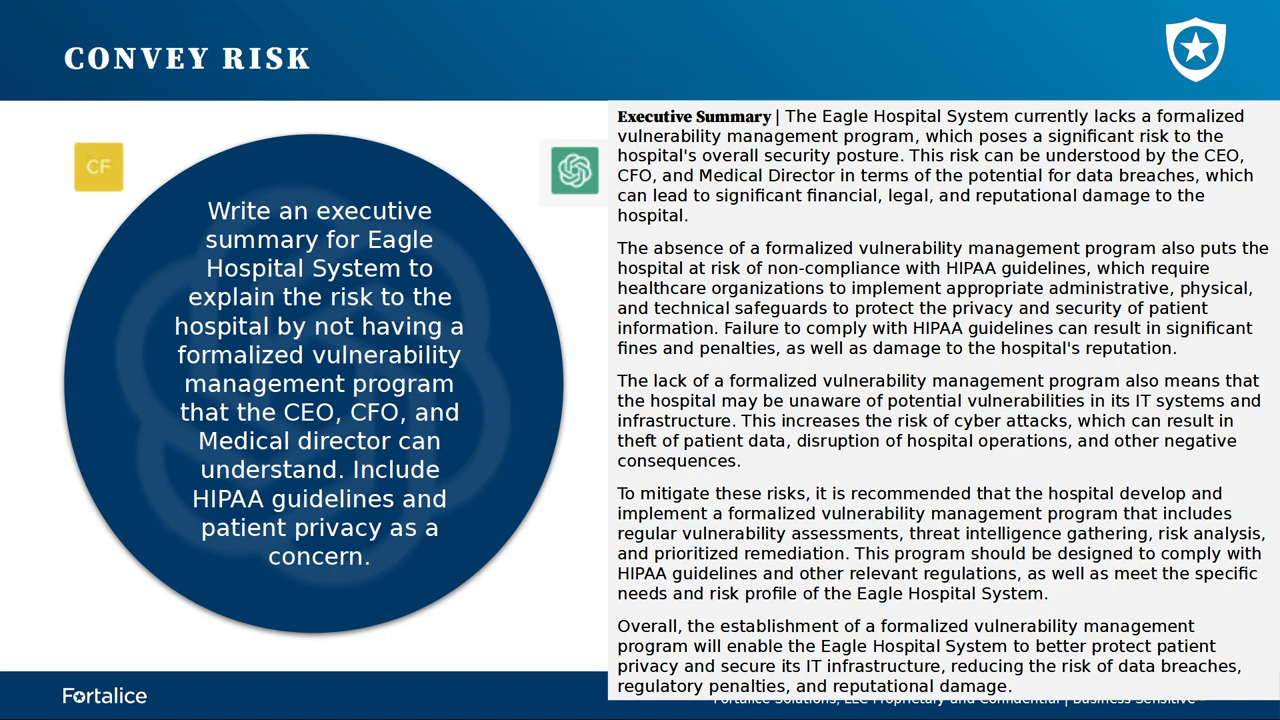 CONVEY RISK
CF
Write an executive
summary for Eagle
Hospital System to
explain the risk to the
hospital by not having a
formalized vulnerability
management program
that the CEO, CFO, and
Medical director can
understand. Include
HIPAA guidelines and
patient privacy as a
concern.
Executive Summary | The Eagle Hospital System currently lacks a formalized
vulnerability management program, which poses a significant risk to the
hospital's overall security posture. This risk can be understood by the CEO,
CFO, and Medical Director in terms of the potential for data breaches, which
can lead to significant financial, legal, and reputational damage to the
hospital.
The absence of a formalized vulnerability management program also puts the
hospital at risk of non-compliance with HIPAA guidelines, which require
healthcare organizations to implement appropriate administrative, physical,
and technical safeguards to protect the privacy and security of patient
information. Failure to comply with HIPAA guidelines can result in significant
fines and penalties, as well as damage to the hospital's reputation.
The lack of a formalized vulnerability management program also means that
the hospital may be unaware of potential vulnerabilities in its IT systems and
infrastructure. This increases the risk of cyber attacks, which can result in
theft of patient data, disruption of hospital operations, and other negative
consequences.
To mitigate these risks, it is recommended that the hospital develop and
implement a formalized vulnerability management program that includes
regular vulnerability assessments, threat intelligence gathering, risk analysis,
and prioritized remediation. This program should be designed to comply with
HIPAA guidelines and other relevant regulations, as well as meet the specific
needs and risk profile of the Eagle Hospital System.
Overall, the establishment of a formalized vulnerability management
program will enable the Eagle Hospital System to better protect patient
privacy and secure its IT infrastructure, reducing the risk of data breaches,
regulatory penalties, and reputational damage.
Fortalice
Fortalice Solutions, LLC Proprietary and Confidential | Business Sensitive